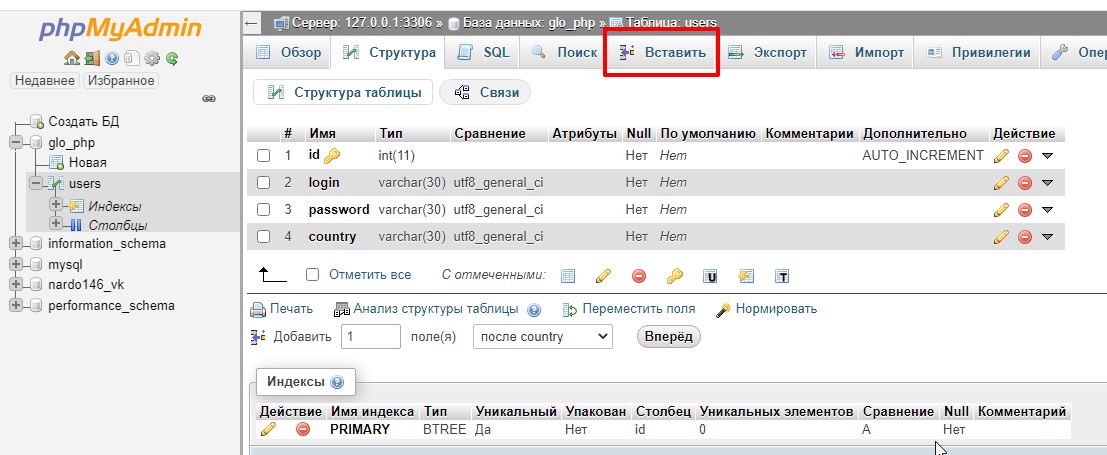 phpMyAdmin
Недавнее Избранное
Создать БД
glo_php
Новая
users
Индексы
Столбцы
information_schema
mysql
nardo146_vk
performance_schema
Сервер: 127.0.0.1:3306 » База данных: glo_php » Таблица: users
Обзор Структура SQL Поиск Вставить Экспорт Импорт Привилегии Опер
Структура таблицы Связи
# Имя Тип Сравнение Атрибуты Null По умолчанию Комментарии Дополнительно Действие
1 id int(11) Нет Нет AUTO_INCREMENT
2 login varchar(30) utf8_general_ci Нет Нет
3 password varchar(30) utf8_general_ci Нет Нет
4 country varchar(30) utf8_general_ci Нет Нет
Отметить все С отмеченными: U T
Печать Анализ структуры таблицы Переместить поля Нормировать
Добавить 1 поле(я) после country Вперёд
Индексы
Действие Имя индекса Тип Уникальный Упакован Столбец Уникальных элементов Сравнение Null Комментарий
PRIMARY BTREE Да Нет id 0 A Нет